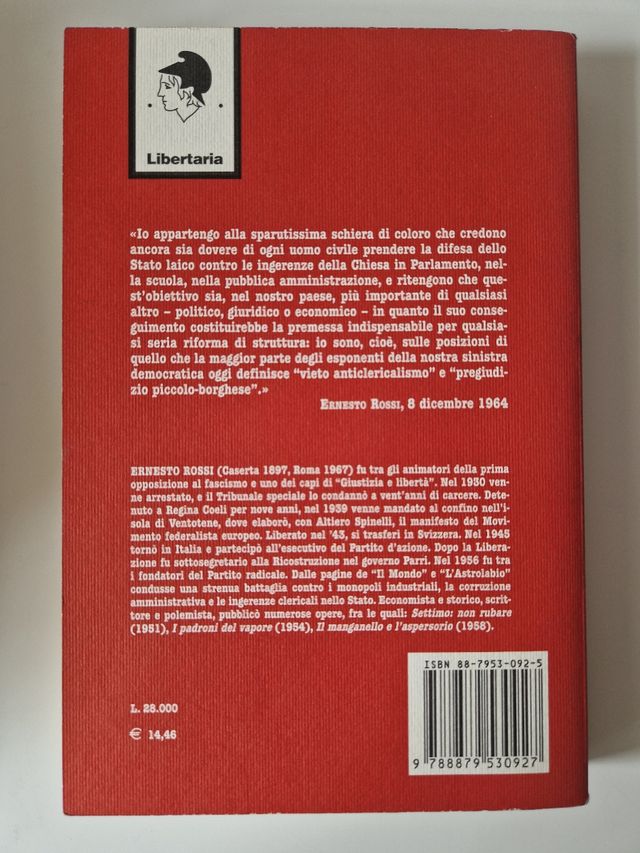 Libertaria
«Io appartengo alla sparutissima schiera di coloro che credono
ancora sia dovere di ogni uomo civile prendere la difesa dello
Stato laico contro le ingerenze della Chiesa in Parlamento, nel-
la scuola, nella pubblica amministrazione, e ritengono che que-
st'obiettivo sia, nel nostro paese, più importante di qualsiasi
altro – politico, giuridico o economico – in quanto il suo con-
seguimento costituirebbe la premessa indispensabile per qualsia-
si seria riforma di struttura: io sono, cioè, sulle posizioni di
quello che la maggior parte degli esponenti della nostra sinistra
democratica oggi definisce "vieto anticlericalismo" e "pregiudi-
zio piccolo-borghese".»
ERNESTO ROSSI, 8 dicembre 1964
ERNESTO ROSSI (Caserta 1897, Roma 1967) fu tra gli animatori della prima
opposizione al fascismo e uno dei capi di "Giustizia e libertà". Nel 1930 ven-
ne arrestato, e il Tribunale speciale lo condannò a vent'anni di carcere. Dete-
nuto a Regina Coeli per nove anni, nel 1939 venne mandato al confino nell'i-
sola di Ventotene, dove elaborò, con Altiero Spinelli, il manifesto del Movi-
mento federalista europeo. Liberato nel '43, si trasferì in Svizzera. Nel 1945
tornò in Italia e partecipò all'esecutivo del Partito d'azione. Dopo la Libera-
zione fu sottosegretario alla Ricostruzione nel governo Parri. Nel 1956 fu tra
i fondatori del Partito radicale. Dalle pagine de "Il Mondo" e "L'Astrolabio"
condusse una strenua battaglia contro i monopoli industriali, la corruzione
amministrativa e le ingerenze clericali nello Stato. Economista e storico, scrit-
tore e polemista, pubblicò numerose opere, fra le quali: Settimo: non rubare
(1951), I padroni del vapore (1954), Il manganello e l'aspersorio (1958).
ISBN 88-7953-092-5
L. 28.000
€ 14,46
9 788879 530927